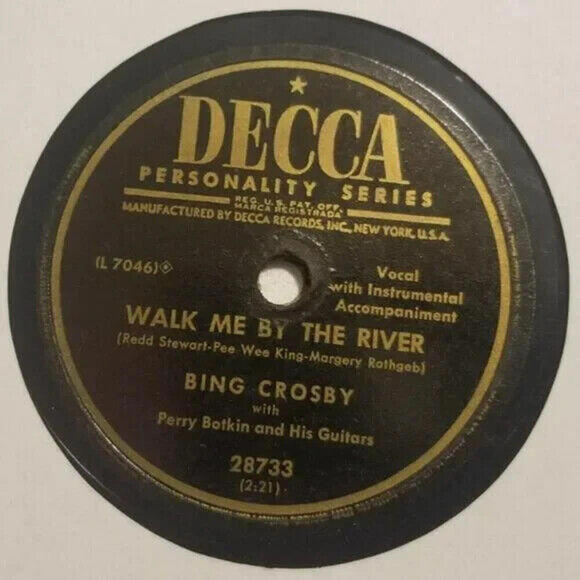 DECCA
PERSONALITY SERIES
REG. U.S. PAT. OFF.
MARCA REGISTRADA
MANUFACTURED BY DECCA RECORDS, INC., NEW YORK, U.S.A.
(L 7046)
Vocal
with Instrumental
Accompaniment
WALK ME BY THE RIVER
(Redd Stewart-Pee Wee King-Margery Rothgeb)
BING CROSBY
with
Perry Botkin and His Guitars
28733
(2:21)